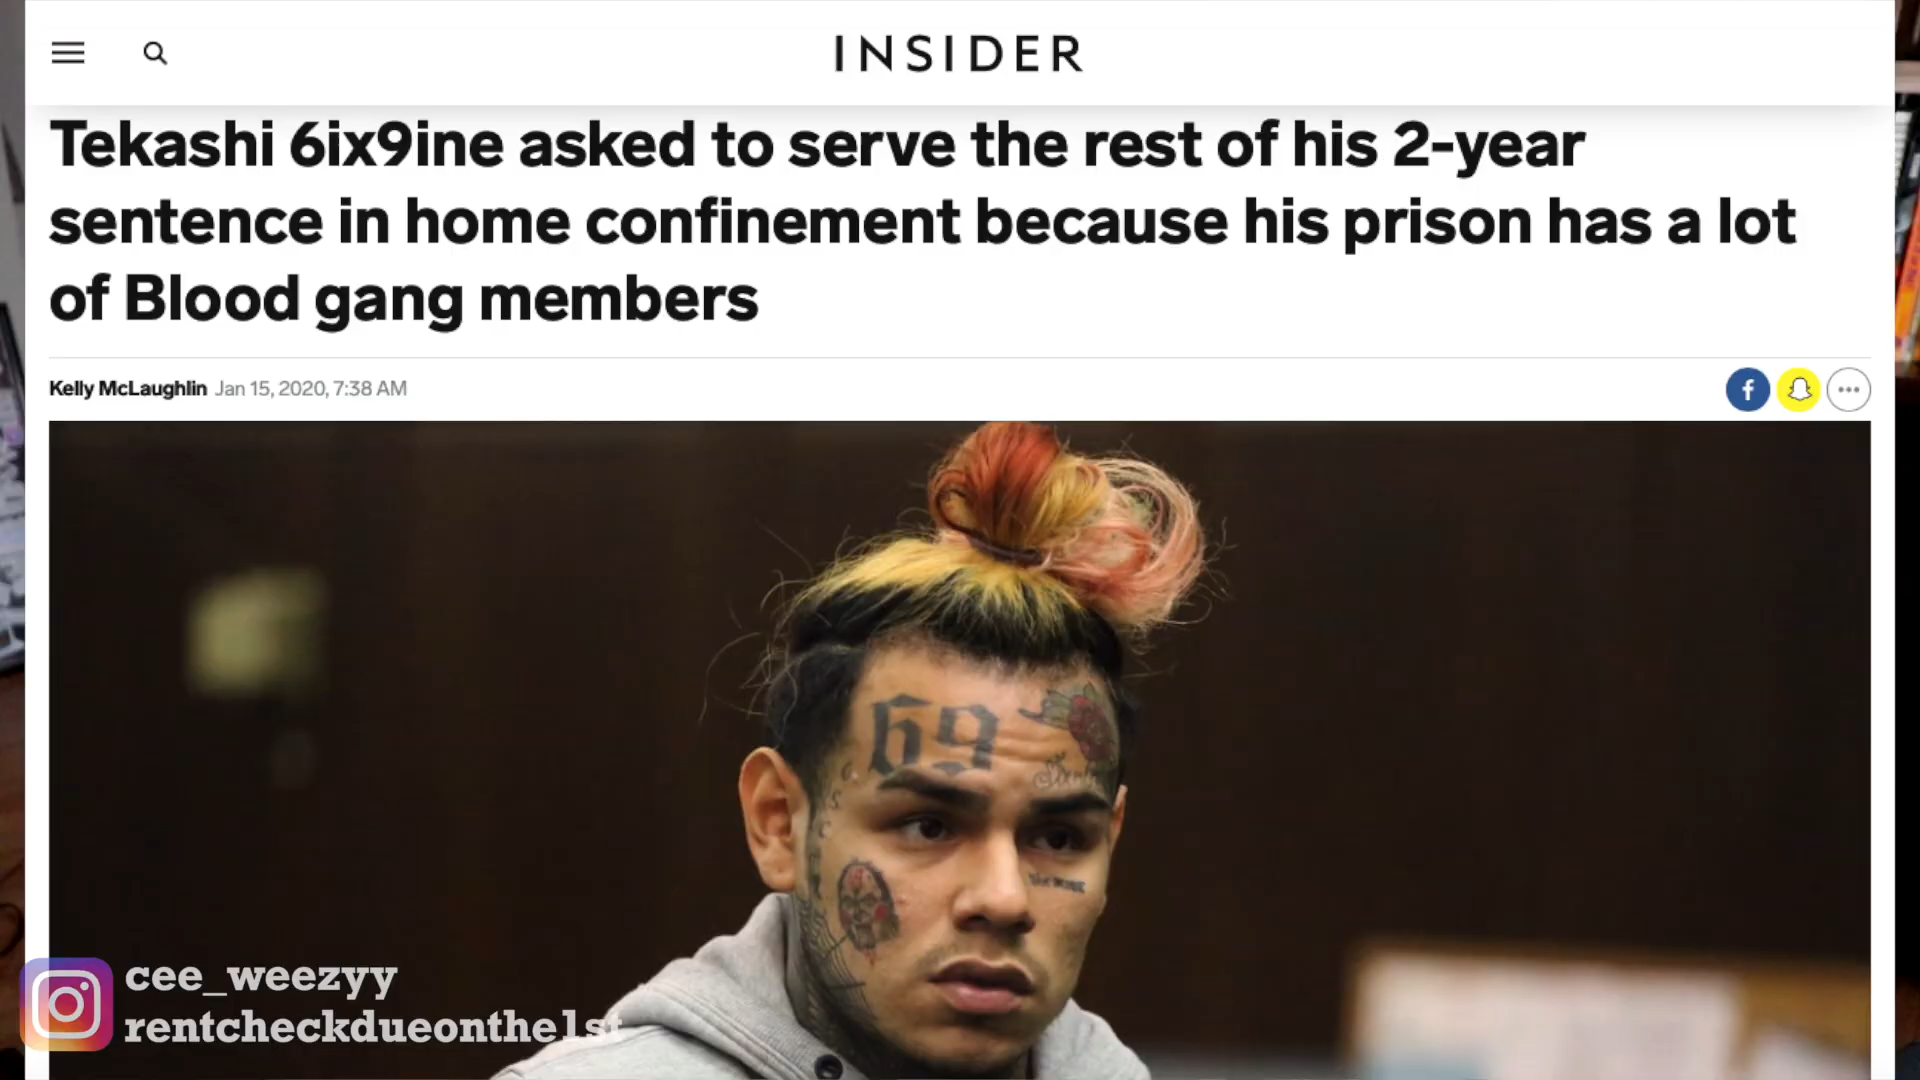 INSIDER
Tekashi 6ix9ine asked to serve the rest of his 2-year
sentence in home confinement because his prison has a lot
of Blood gang members
Kelly McLaughlin Jan 15, 2020, 7:38 AM
69
cee_weezyy
rentcheckdueonthe1st